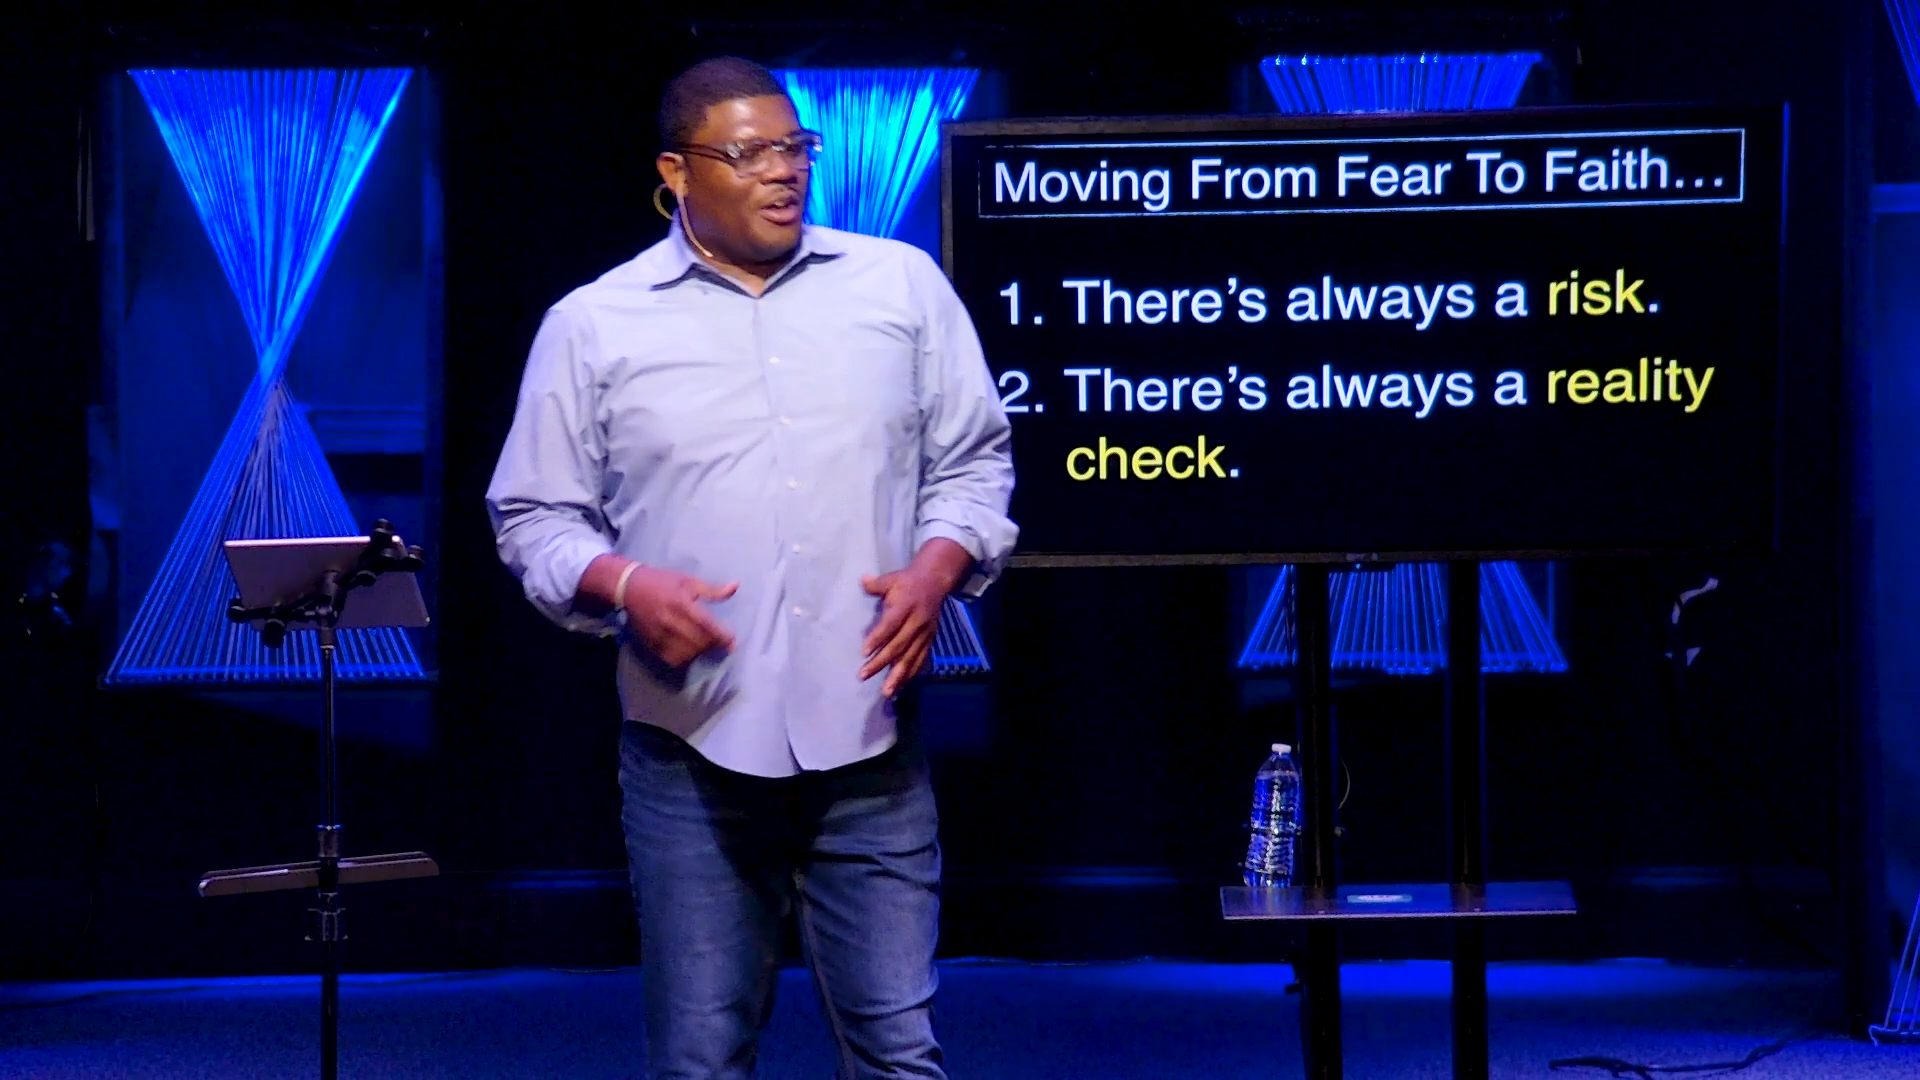 Moving From Fear To Faith...
1. There's always a risk.
2. There's always a reality
check.